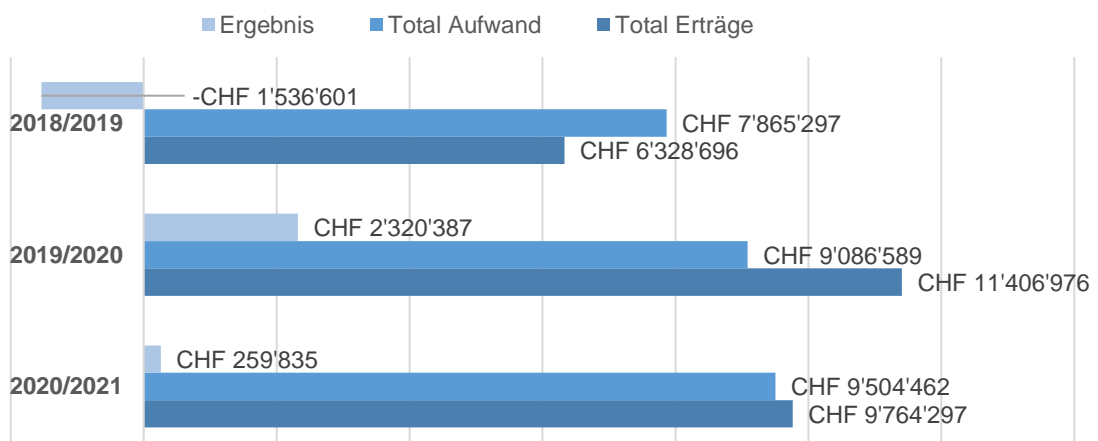 Ergebnis Total Aufwand Total Erträge
-CHF 1'536'601
2018/2019
CHF 7'865'297
CHF 6'328'696
CHF 2'320'387
2019/2020
CHF 9'086'589
CHF 11'406'976
CHF 259'835
2020/2021
CHF 9'504'462
CHF 9'764'297